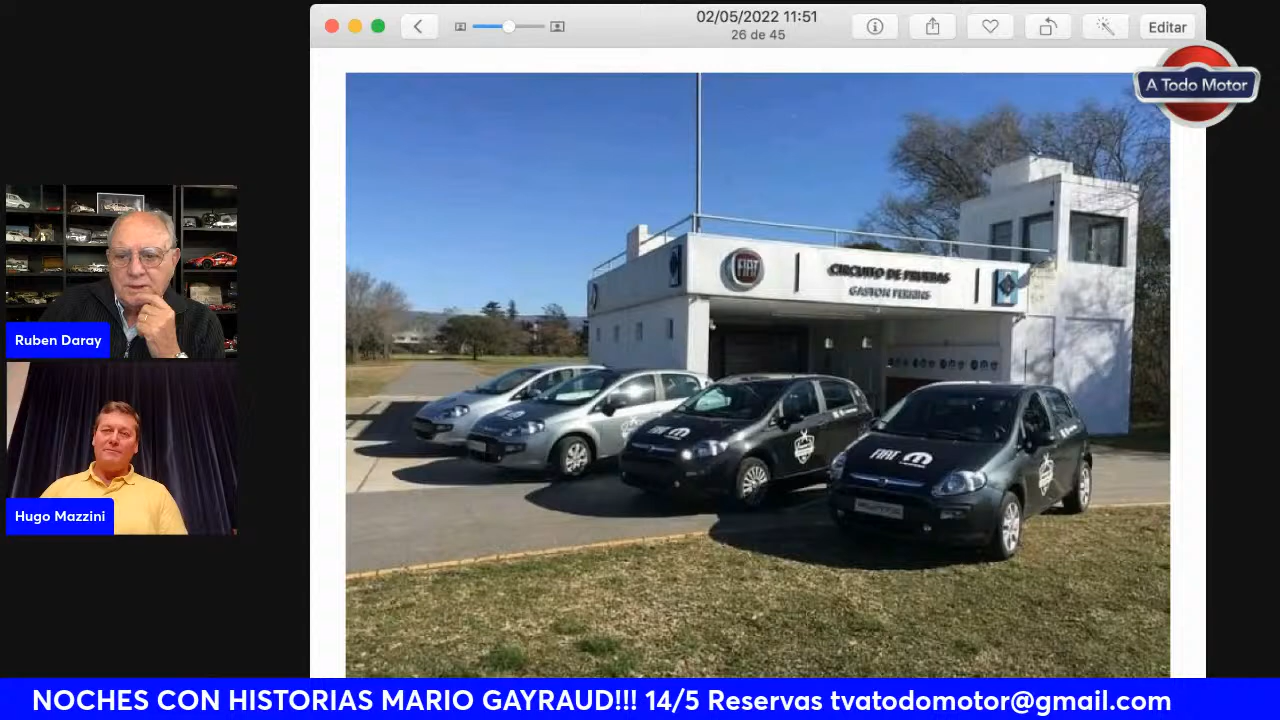 02/05/2022 11:51
26 de 45
Editar
A Todo Motor
FIAT
CIRCUITO DE PRUEBAS
GASTON PERKINS
FIAT
Ruben Daray
Hugo Mazzini
NOCHES CON HISTORIAS MARIO GAYRAUD!!! 14/5 Reservas tvatodomotor@gmail.com